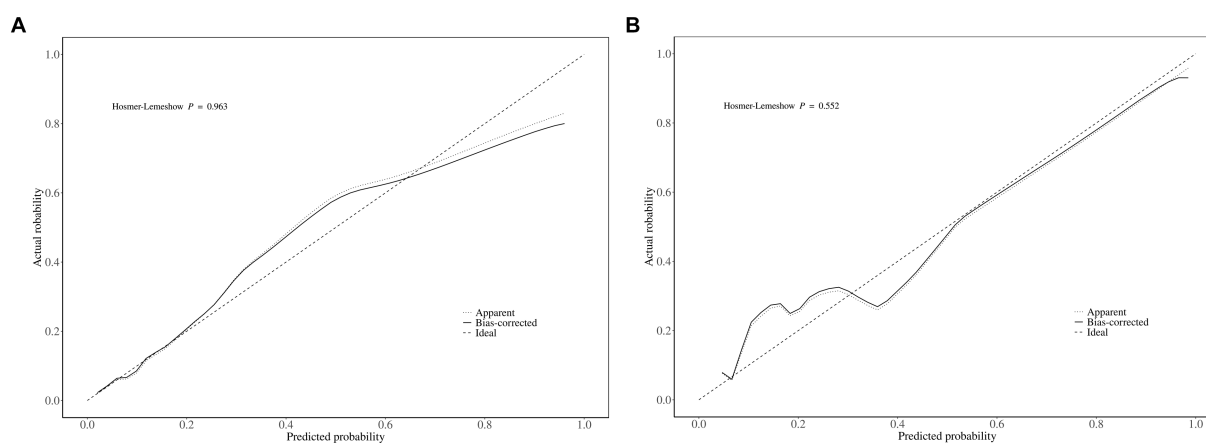 A
1.0
0.8
0.6
0.4
0.2
0.0
Actual robability
Hosmer-Lemeshow P = 0.963
Apparent
Bias-corrected
Ideal
0.0 0.2 0.4 0.6 0.8 1.0
Predicted probability
B
1.0
0.8
0.6
0.4
0.2
0.0
Actual robability
Hosmer-Lemeshow P = 0.552
Apparent
Bias-corrected
Ideal
0.0 0.2 0.4 0.6 0.8 1.0
Predicted probability